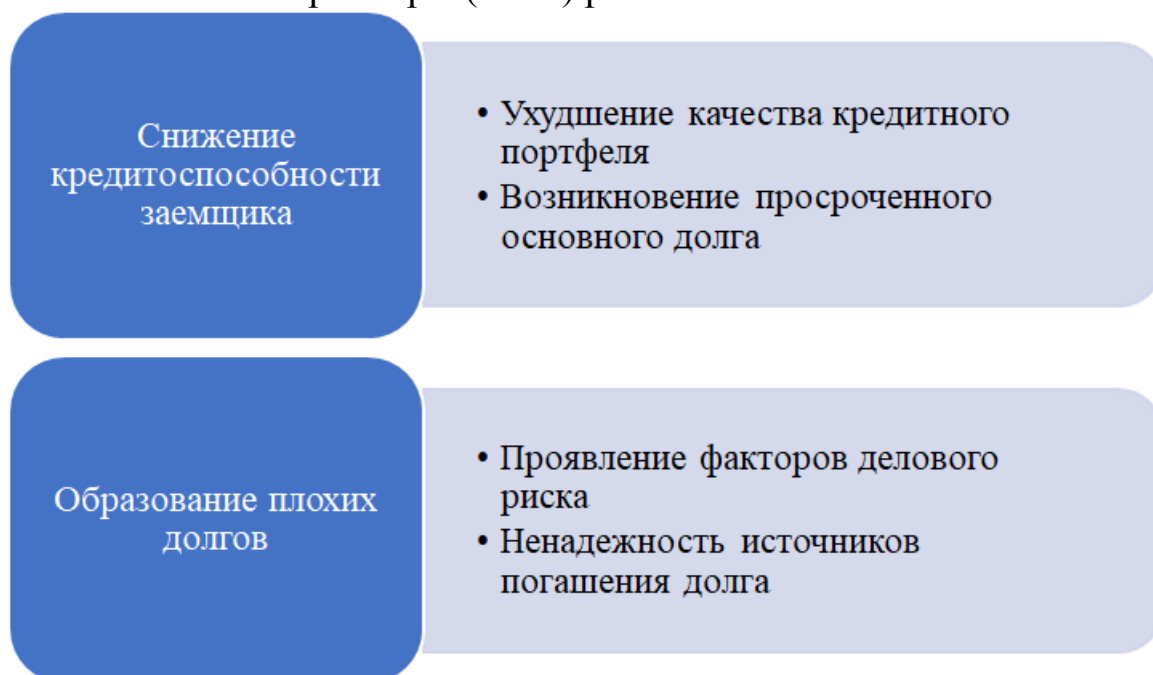 Снижение
кредитоспособности
заемщика
• Ухудшение качества кредитного
портфеля
• Возникновение просроченного
основного долга
Образование плохих
долгов
• Проявление факторов делового
риска
• Ненадежность источников
погашения долга